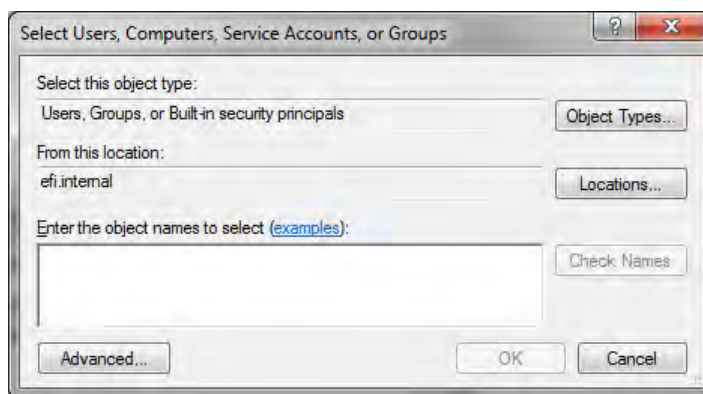 Select Users, Computers, Service Accounts, or Groups
Select this object type:
Users, Groups, or Built-in security principals
Object Types...
From this location:
efi.internal
Locations...
Enter the object names to select (examples):
Check Names
Advanced...
OK
Cancel